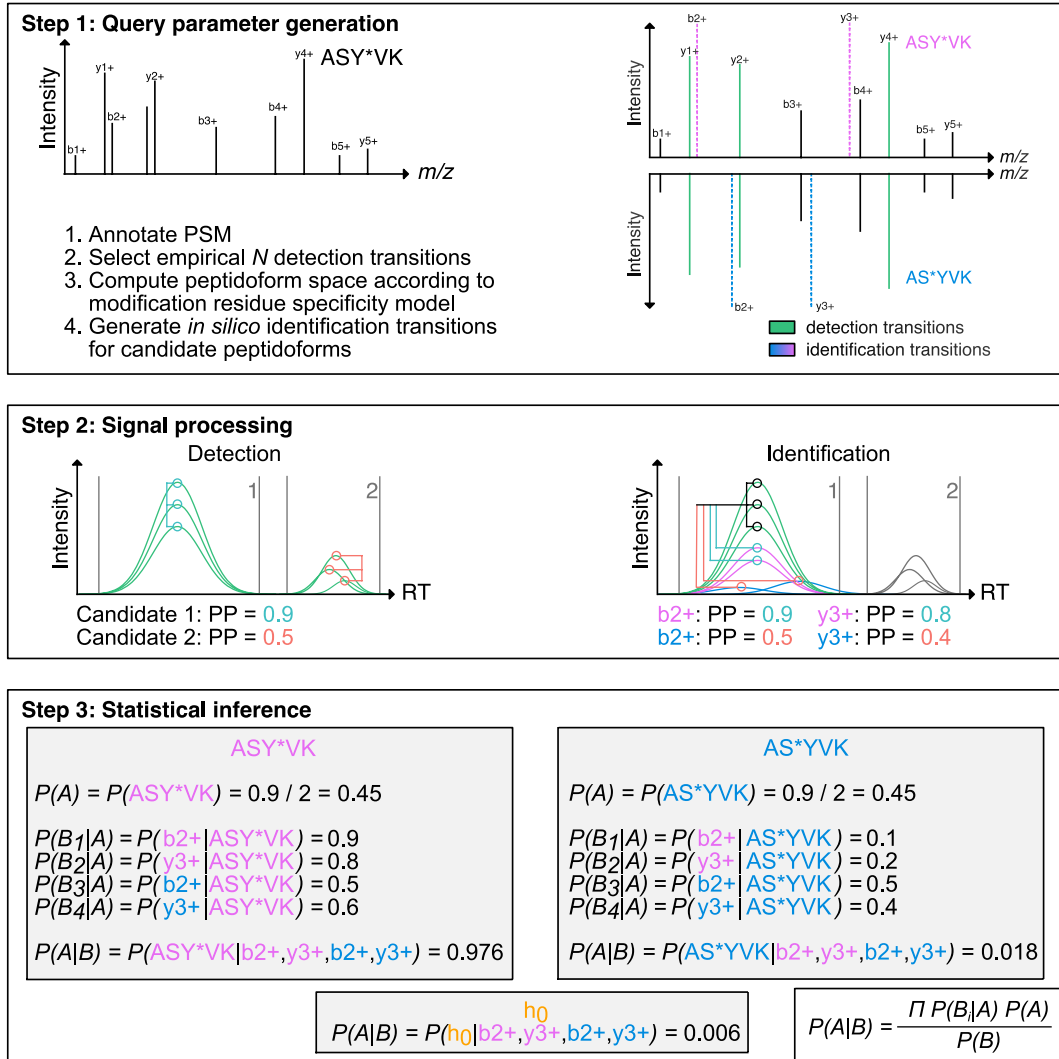 Step 1: Query parameter generation
Intensity
b1+
y1+
b2+
y2+
b3+
b4+
y4+
b5+
y5+
ASY*VK
m/z
1. Annotate PSM
2. Select empirical N detection transitions
3. Compute peptidoform space according to
modification residue specificity model
4. Generate in silico identification transitions
for candidate peptidoforms
Intensity
b1+
y1+
b2+
y2+
b3+
y3+
b4+
y4+
b5+
y5+
ASY*VK
m/z
m/z
Intensity
b2+
y3+
AS*YVK
detection transitions
identification transitions
Step 2: Signal processing
Detection
Intensity
1
2
RT
Candidate 1: PP = 0.9
Candidate 2: PP = 0.5
Identification
Intensity
1
2
RT
b2+: PP = 0.9 y3+: PP = 0.8
b2+: PP = 0.5 y3+: PP = 0.4
Step 3: Statistical inference
ASY*VK
P(A) = P(ASY*VK) = 0.9 / 2 = 0.45
P(B1|A) = P(b2+|ASY*VK) = 0.9
P(B2|A) = P(y3+|ASY*VK) = 0.8
P(B3|A) = P(b2+|ASY*VK) = 0.5
P(B4|A) = P(y3+|ASY*VK) = 0.6
P(A|B) = P(ASY*VK|b2+,y3+,b2+,y3+) = 0.976
AS*YVK
P(A) = P(AS*YVK) = 0.9 / 2 = 0.45
P(B1|A) = P(b2+|AS*YVK) = 0.1
P(B2|A) = P(y3+|AS*YVK) = 0.2
P(B3|A) = P(b2+|AS*YVK) = 0.5
P(B4|A) = P(y3+|AS*YVK) = 0.4
P(A|B) = P(AS*YVK|b2+,y3+,b2+,y3+) = 0.018
h0
P(A|B) = P(h0|b2+,y3+,b2+,y3+) = 0.006
P(A|B) = Π P(Bi|A) P(A)
P(B)